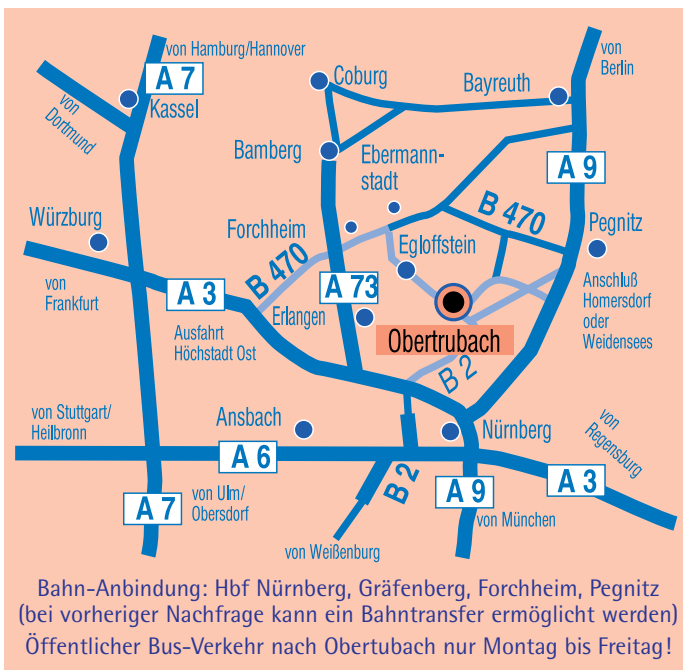 von Hamburg/Hannover
A 7
Kassel
von
Dortmund
Coburg
Bayreuth
von
Berlin
Bamberg
Ebermann-
stadt
A 9
Würzburg
Forchheim
B 470
Pegnitz
Egloffstein
B 470
von
Frankfurt
A 3
A 73
Erlangen
Anschluß
Homersdorf
oder
Weidensees
Ausfahrt
Höchstadt Ost
Obertrubach
B 2
von Stuttgart/
Heilbronn
Ansbach
Nürnberg
von
Regensburg
A 6
B 2
A 3
A 7
von Ulm/
Obersdorf
A 9
von München
von Weißenburg
Bahn-Anbindung: Hbf Nürnberg, Gräfenberg, Forchheim, Pegnitz
(bei vorheriger Nachfrage kann ein Bahntransfer ermöglicht werden)
Öffentlicher Bus-Verkehr nach Obertubach nur Montag bis Freitag!